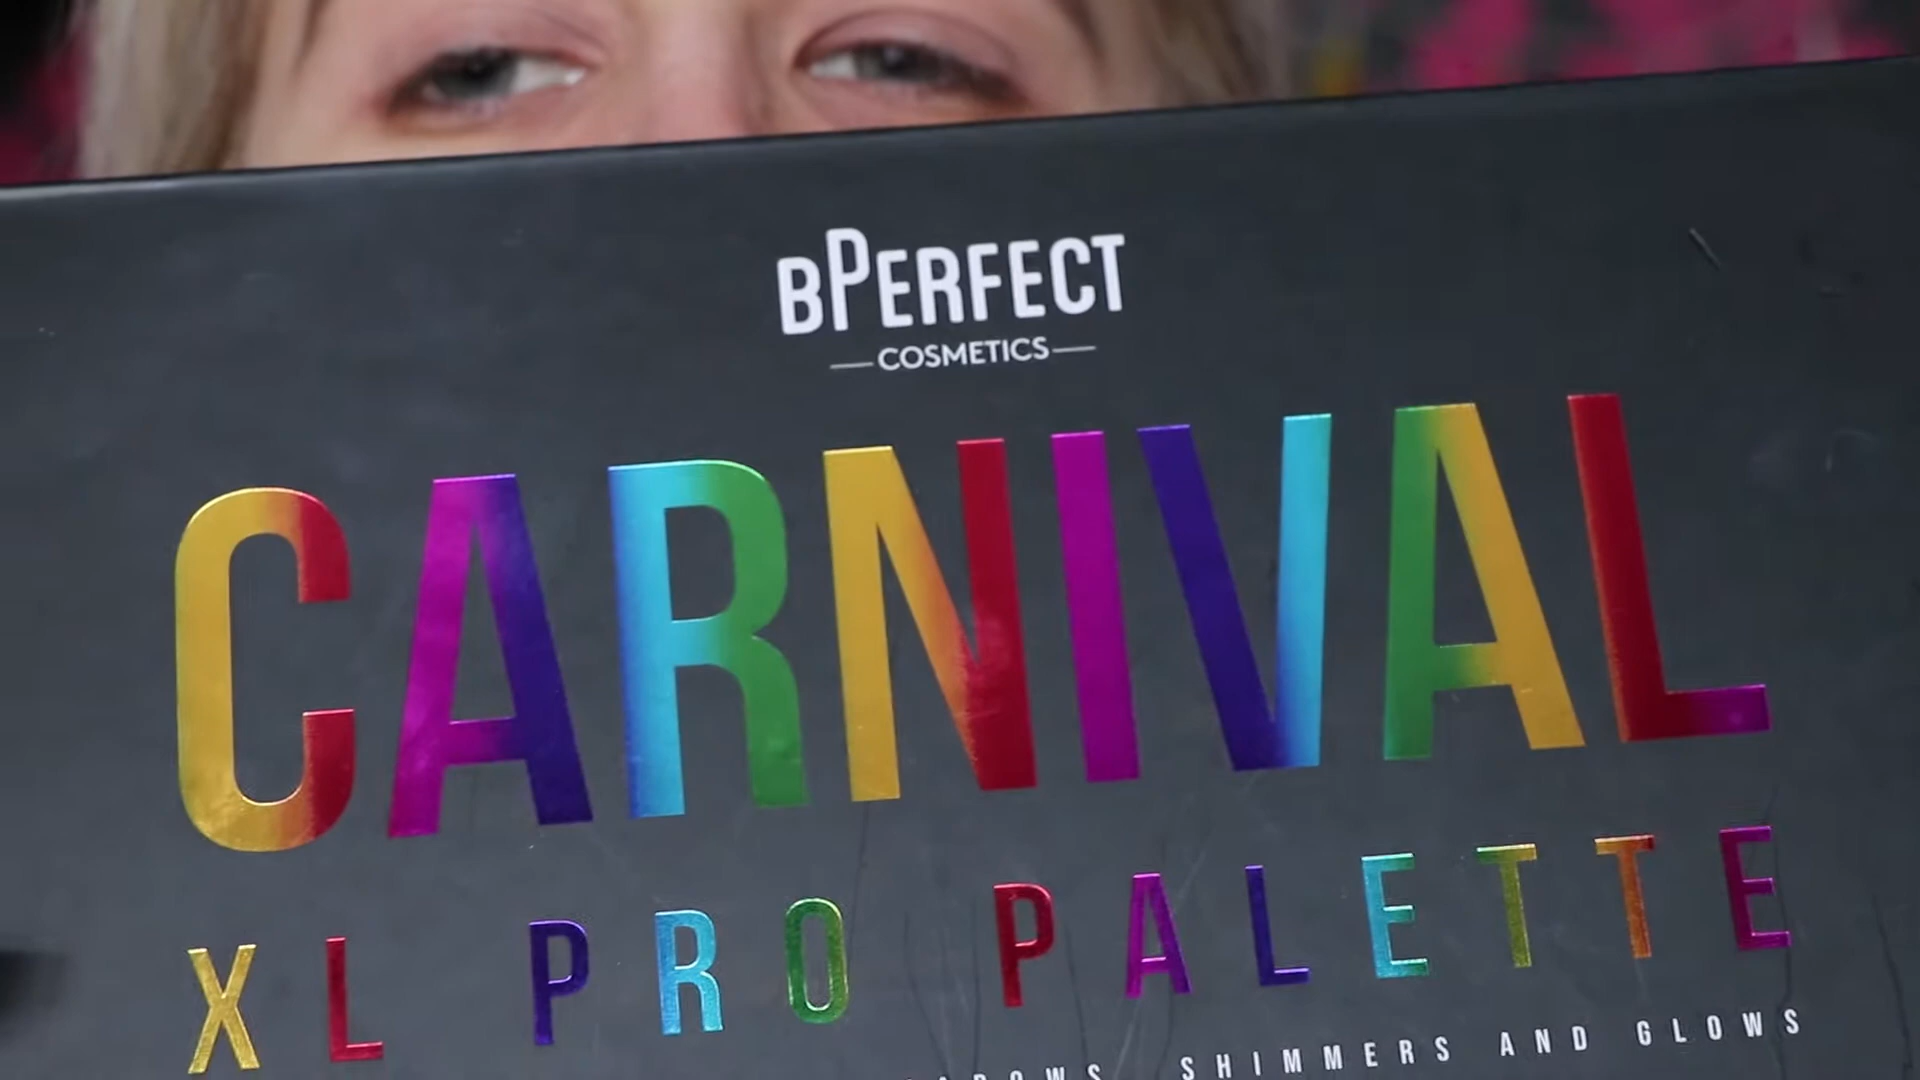 BPERFECT
COSMETICS
CARNIVAL
XL PRO PALETTE
SHIMMERS AND GLOWS